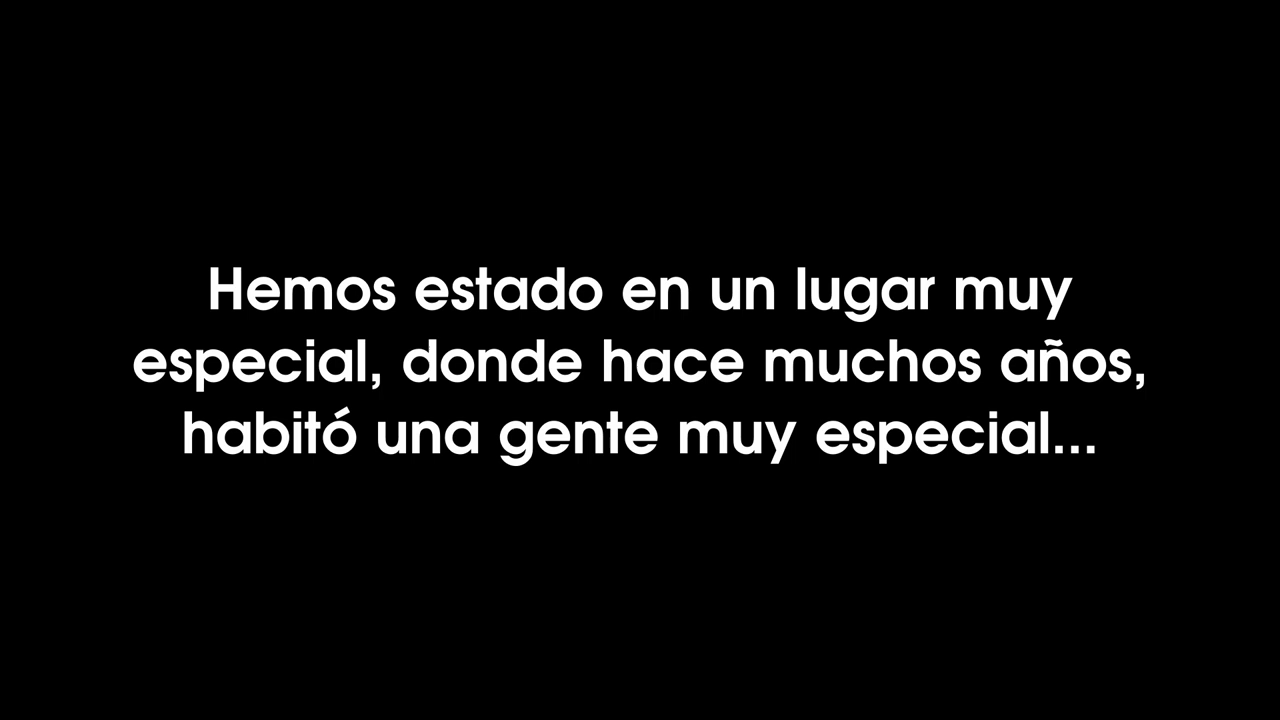 Hemos estado en un lugar muy
especial, donde hace muchos años,
habitó una gente muy especial...